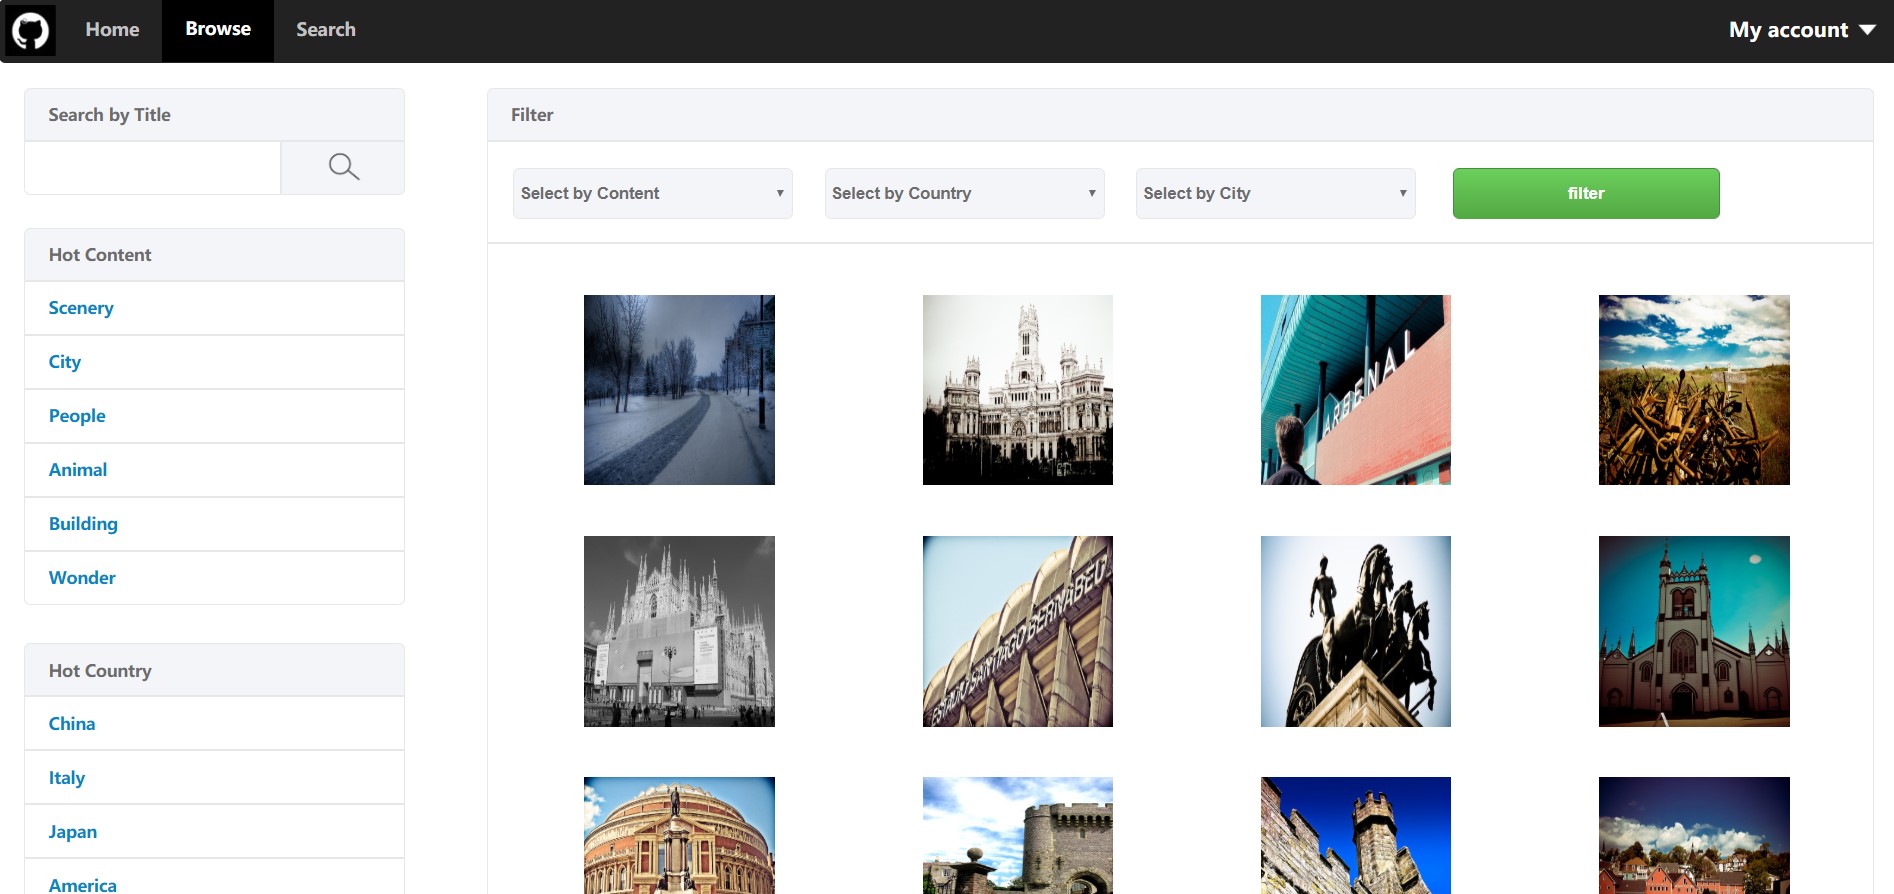 Home
Browse
Search
My account
Search by Title
Hot Content
Scenery
City
People
Animal
Building
Wonder
Hot Country
China
Italy
Japan
America
Filter
Select by Content
Select by Country
Select by City
filter
ARSENAL
ESTADIO SANTIAGO BERNABEU